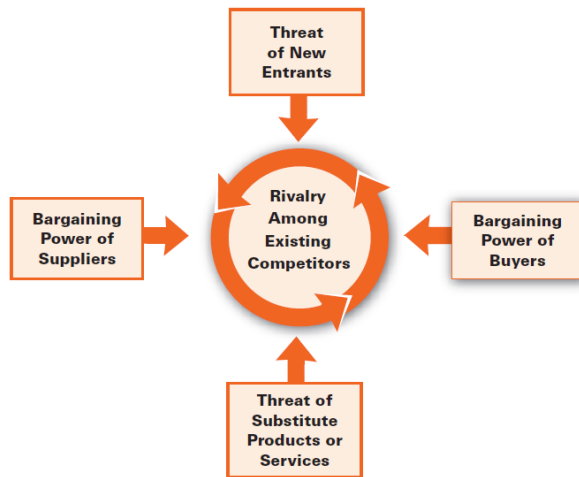 Threat
of New
Entrants
Rivalry
Among
Existing
Competitors
Bargaining
Power of
Suppliers
Bargaining
Power of
Buyers
Threat of
Substitute
Products or
Services